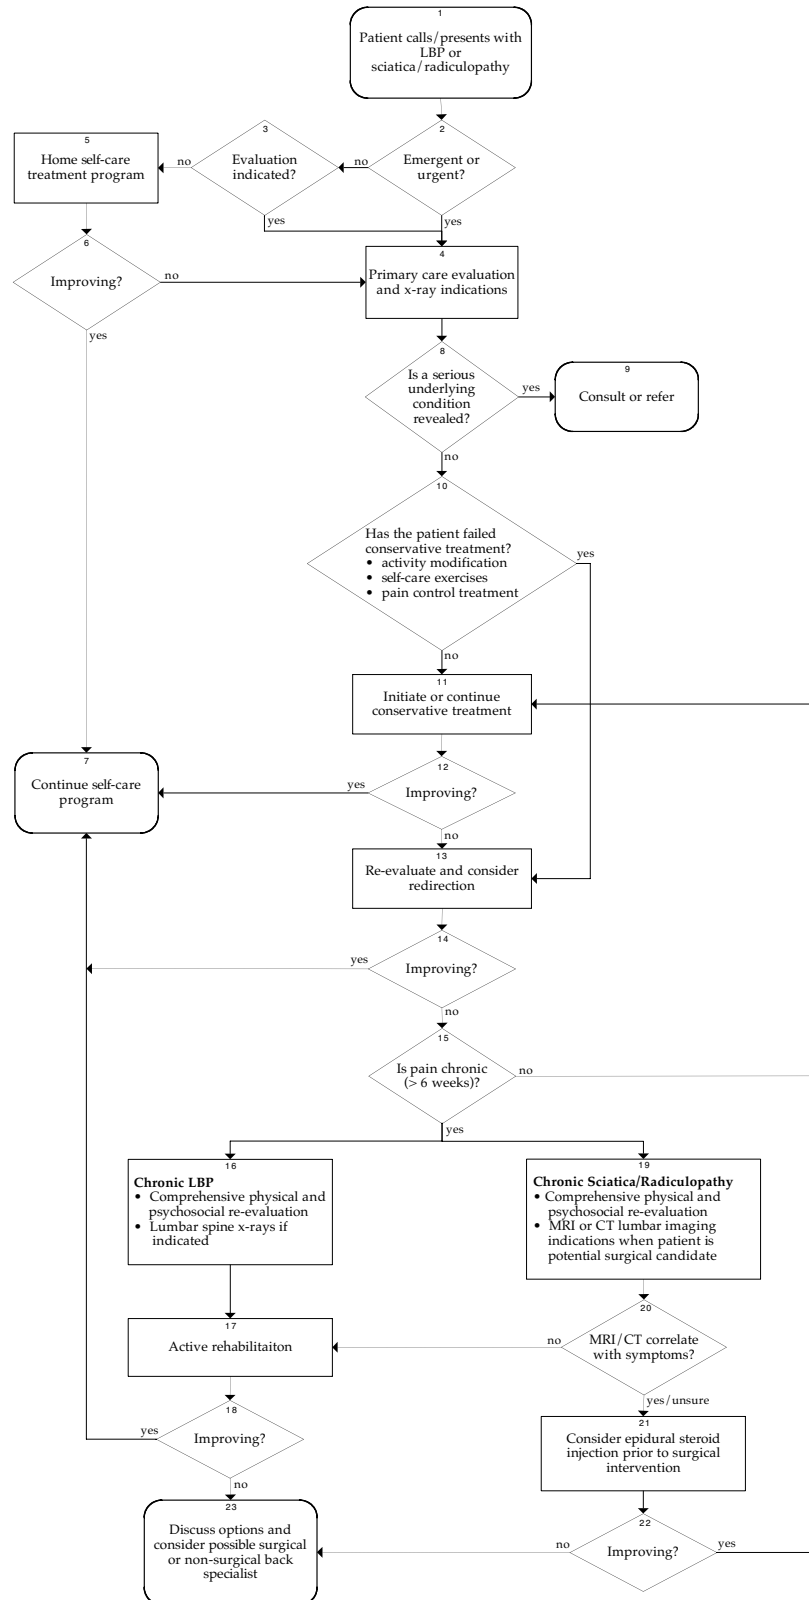 1
Patient calls/presents with
LBP or
sciatica/radiculopathy
2
Emergent or
urgent?
no
yes
3
Evaluation
indicated?
no
yes
5
Home self-care
treatment program
6
Improving?
no
yes
4
Primary care evaluation
and x-ray indications
8
Is a serious
underlying
condition
revealed?
yes
no
9
Consult or refer
10
Has the patient failed
conservative treatment?
• activity modification
• self-care exercises
• pain control treatment
yes
no
11
Initiate or continue
conservative treatment
7
Continue self-care
program
12
Improving?
yes
no
13
Re-evaluate and consider
redirection
14
Improving?
yes
no
15
Is pain chronic
(> 6 weeks)?
no
yes
16
Chronic LBP
• Comprehensive physical and
psychosocial re-evaluation
• Lumbar spine x-rays if
indicated
19
Chronic Sciatica/Radiculopathy
• Comprehensive physical and
psychosocial re-evaluation
• MRI or CT lumbar imaging
indications when patient is
potential surgical candidate
17
Active rehabilitaiton
20
MRI/CT correlate
with symptoms?
no
yes/unsure
18
Improving?
yes
no
21
Consider epidural steroid
injection prior to surgical
intervention
23
Discuss options and
consider possible surgical
or non-surgical back
specialist
22
Improving?
no
yes